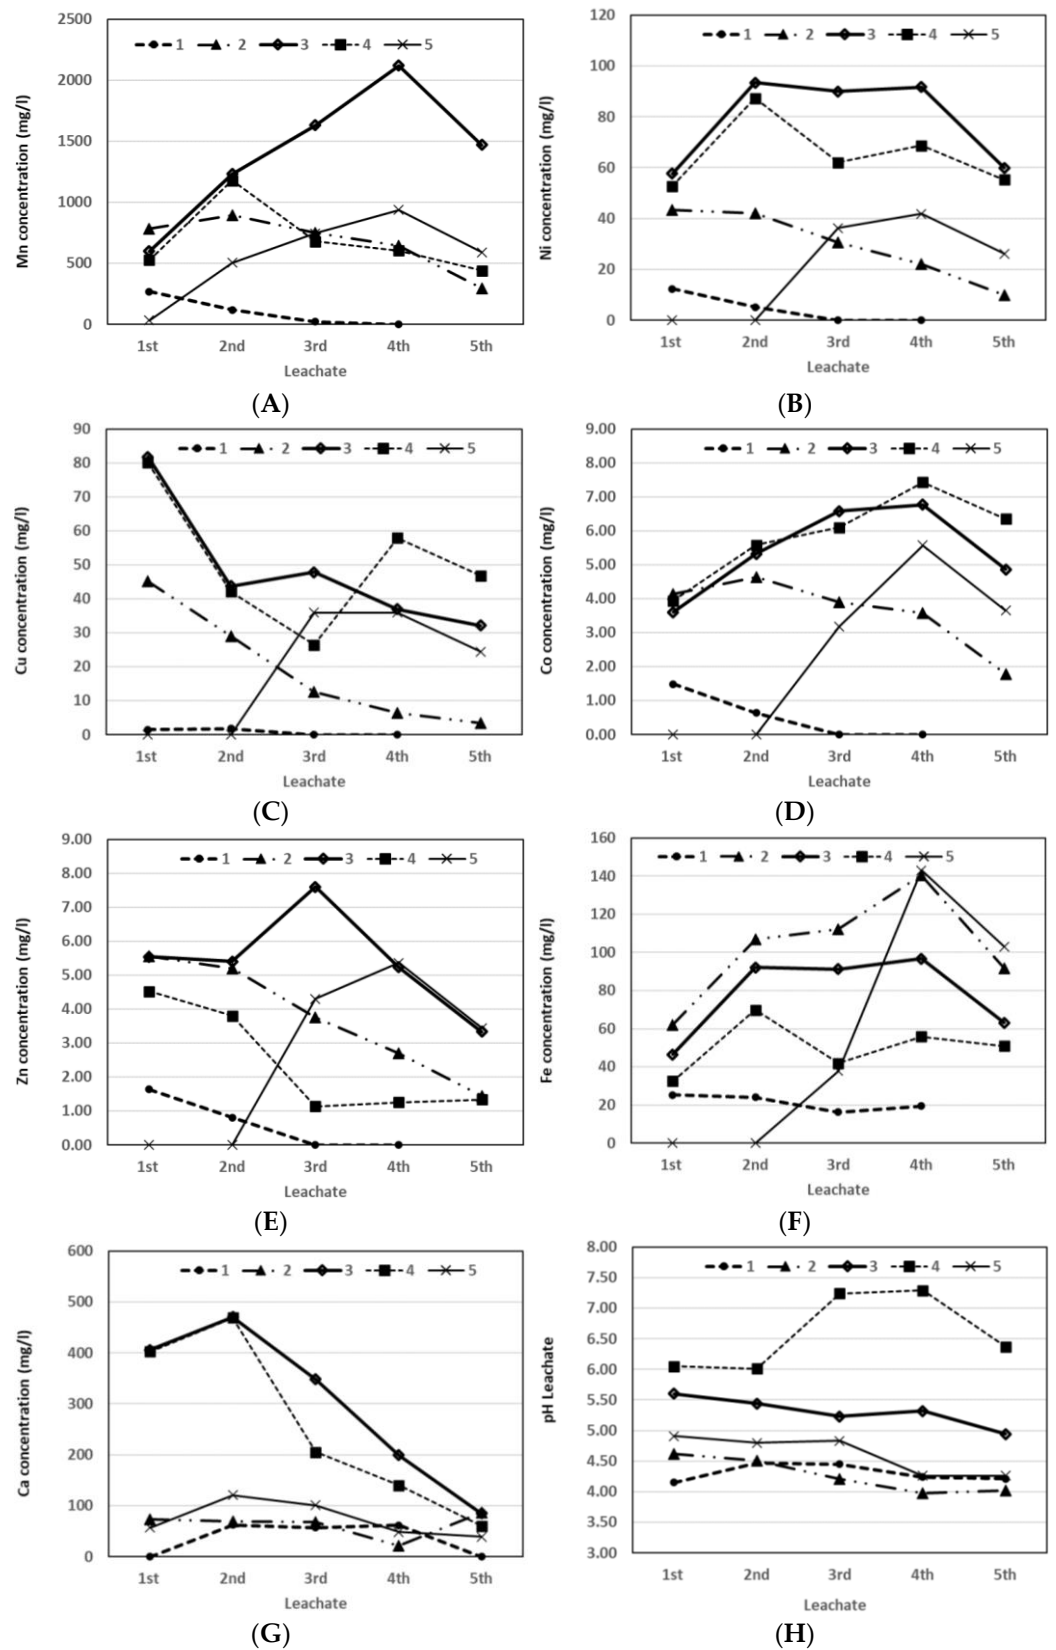 Mn concentration (mg/l)
2500
2000
1500
1000
500
0
1 2 3 4 5
1st 2nd 3rd 4th 5th
Leachate
(A)
Ni concentration (mg/l)
120
100
80
60
40
20
0
1 2 3 4 5
1st 2nd 3rd 4th 5th
Leachate
(B)
Cu concentration (mg/l)
90
80
70
60
50
40
30
20
10
0
1 2 3 4 5
1st 2nd 3rd 4th 5th
Leachate
(C)
Co concentration (mg/l)
9.00
8.00
7.00
6.00
5.00
4.00
3.00
2.00
1.00
0.00
1 2 3 4 5
1st 2nd 3rd 4th 5th
Leachate
(D)
Zn concentration (mg/l)
9.00
8.00
7.00
6.00
5.00
4.00
3.00
2.00
1.00
0.00
1 2 3 4 5
1st 2nd 3rd 4th 5th
Leachate
(E)
Fe concentration (mg/l)
160
140
120
100
80
60
40
20
0
1 2 3 4 5
1st 2nd 3rd 4th 5th
Leachate
(F)
Ca concentration (mg/l)
600
500
400
300
200
100
0
1 2 3 4 5
1st 2nd 3rd 4th 5th
Leachate
(G)
pH Leachate
8.00
7.50
7.00
6.50
6.00
5.50
5.00
4.50
4.00
3.50
3.00
1 2 3 4 5
1st 2nd 3rd 4th 5th
Leachate
(H)